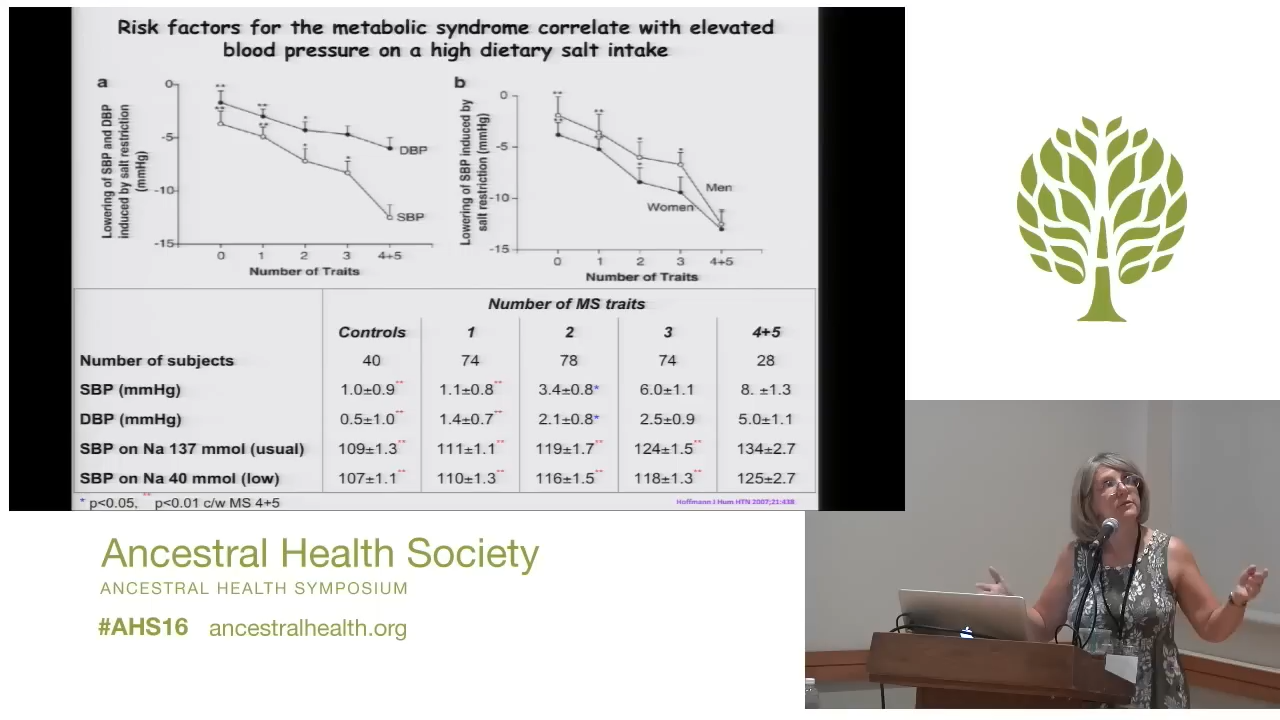 Risk factors for the metabolic syndrome correlate with elevated
blood pressure on a high dietary salt intake
a
Lowering of SBP and DBP
induced by salt restriction
(mmHg)
0
-5
-10
-15
** ** * 
** ** * *
DBP
SBP
0 1 2 3 4+5
Number of Traits
b
Lowering of SBP induced by
salt restriction (mmHg)
0
-5
-10
-15
Men
Women
0 1 2 3 4+5
Number of Traits
Number of MS traits
Controls 1 2 3 4+5
Number of subjects 40 74 78 74 28
SBP (mmHg) 1.0±0.9** 1.1±0.8** 3.4±0.8* 6.0±1.1 8. ±1.3
DBP (mmHg) 0.5±1.0** 1.4±0.7** 2.1±0.8* 2.5±0.9 5.0±1.1
SBP on Na 137 mmol (usual) 109±1.3** 111±1.1** 119±1.7** 124±1.5** 134±2.7
SBP on Na 40 mmol (low) 107±1.1** 110±1.3** 116±1.5** 118±1.3** 125±2.7
* p<0.05, ** p<0.01 c/w MS 4+5
Hoffmann J Hum HTN 2007;21:438
Ancestral Health Society
ANCESTRAL HEALTH SYMPOSIUM
#AHS16 ancestralhealth.org